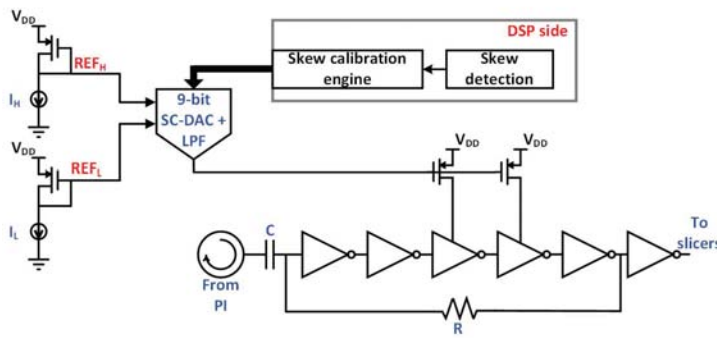 V_DD
REF_H
I_H
V_DD
REF_L
I_L
DSP side
Skew calibration
engine
Skew
detection
9-bit
SC-DAC +
LPF
V_DD
V_DD
C
From
PI
R
To
slicers